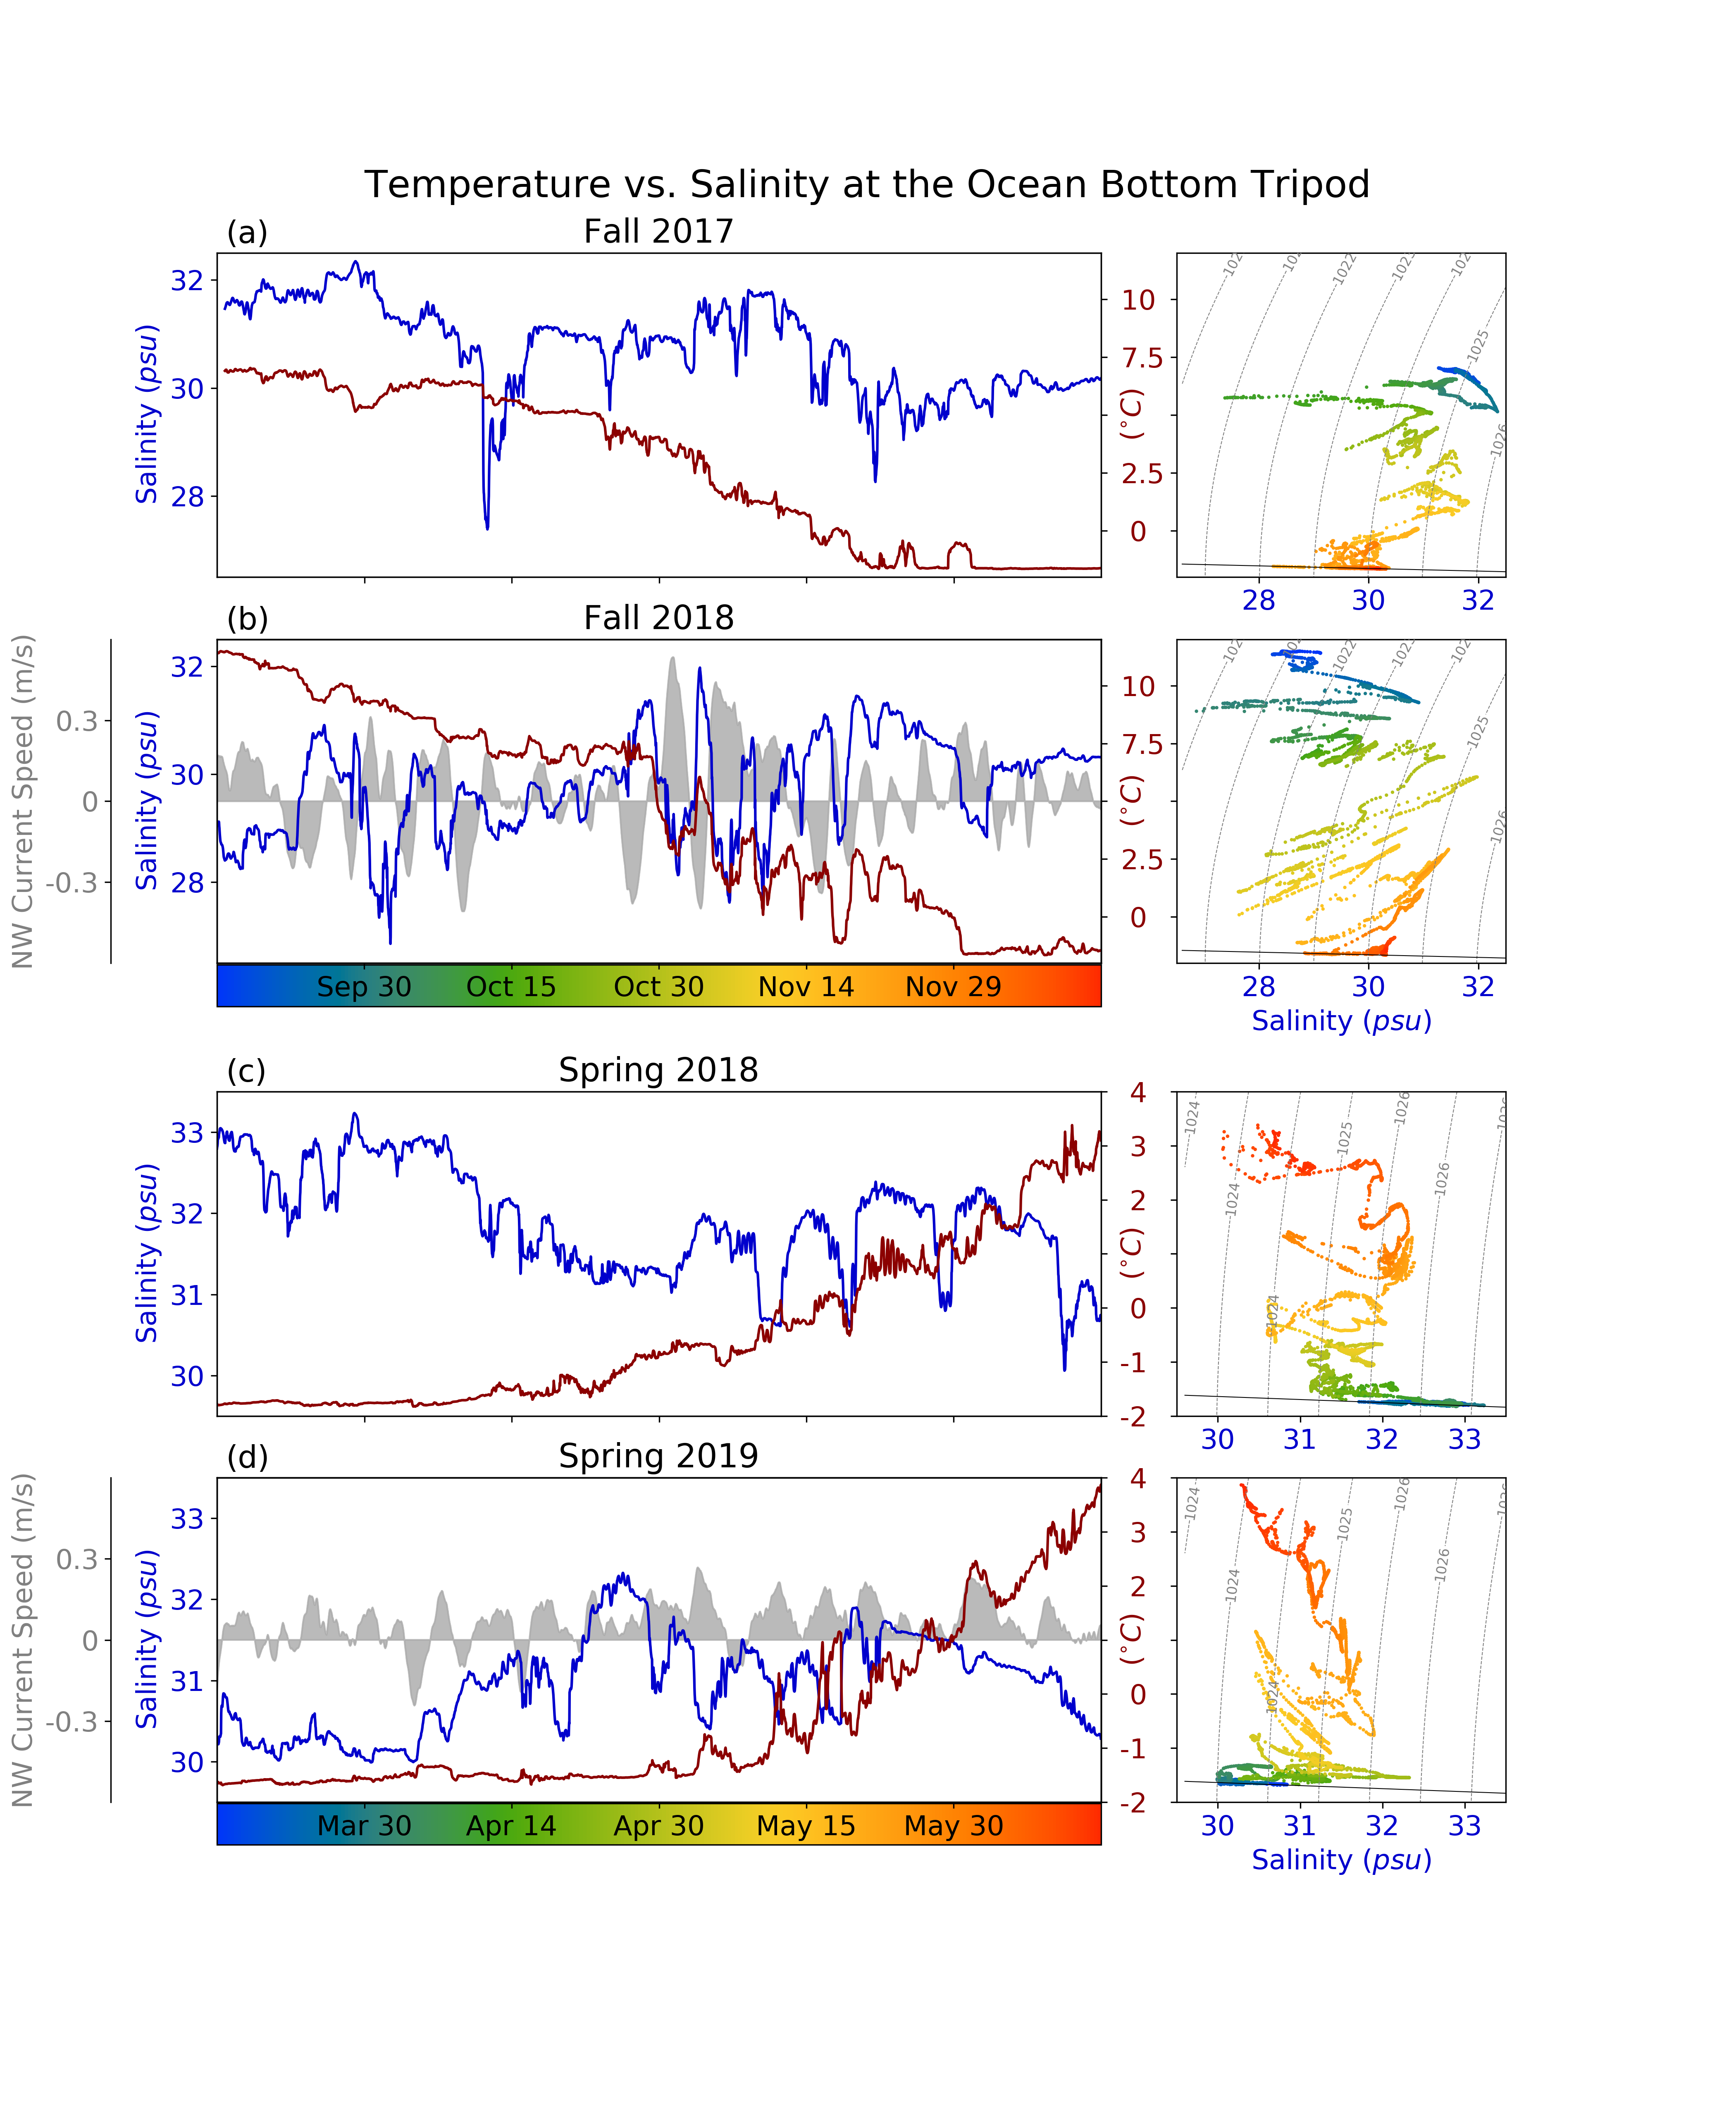 Temperature vs. Salinity at the Ocean Bottom Tripod
(a) Fall 2017
Salinity (psu)
32
30
28
10
7.5
(°C)
2.5
0
1022
1025
1026
28 30 32
(b) Fall 2018
NW Current Speed (m/s)
0.3
0
-0.3
Salinity (psu)
32
30
28
10
7.5
(°C)
2.5
0
1022
1025
1026
Sep 30 Oct 15 Oct 30 Nov 14 Nov 29
28 30 32
Salinity (psu)
(c) Spring 2018
Salinity (psu)
33
32
31
30
4
3
2
(°C)
0
-1
-2
1024
1025
1026
1024
1026
1024
30 31 32 33
(d) Spring 2019
NW Current Speed (m/s)
0.3
0
-0.3
Salinity (psu)
33
32
31
30
4
3
2
(°C)
0
-1
-2
1024
1025
1026
1024
1026
1024
Mar 30 Apr 14 Apr 30 May 15 May 30
30 31 32 33
Salinity (psu)